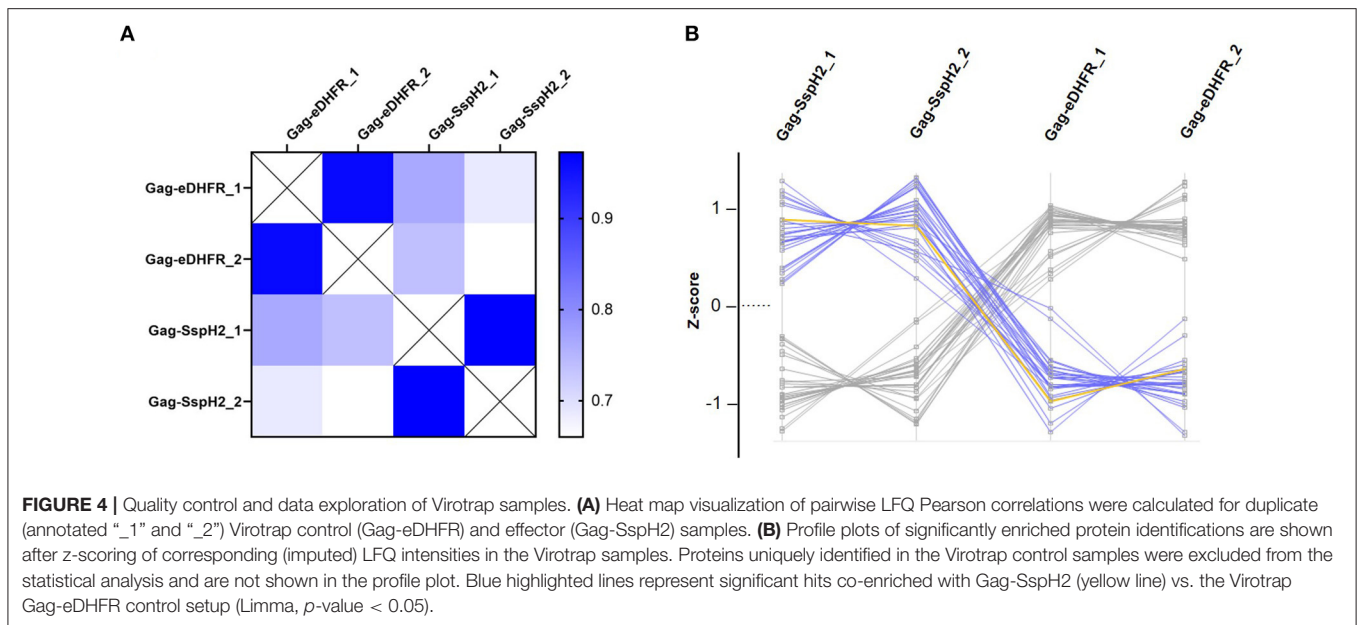 A
Gag-eDHFR_1
Gag-eDHFR_2
Gag-SspH2_1
Gag-SspH2_2
Gag-eDHFR_1
Gag-eDHFR_2
Gag-SspH2_1
Gag-SspH2_2
0.9
0.8
0.7
B
Gag-SspH2_1
Gag-SspH2_2
Gag-eDHFR_1
Gag-eDHFR_2
Z-score
1
0
-1
FIGURE 4 | Quality control and data exploration of Virotrap samples. (A) Heat map visualization of pairwise LFQ Pearson correlations were calculated for duplicate
(annotated “_1” and “_2”) Virotrap control (Gag-eDHFR) and effector (Gag-SspH2) samples. (B) Profile plots of significantly enriched protein identifications are shown
after z-scoring of corresponding (imputed) LFQ intensities in the Virotrap samples. Proteins uniquely identified in the Virotrap control samples were excluded from the
statistical analysis and are not shown in the profile plot. Blue highlighted lines represent significant hits co-enriched with Gag-SspH2 (yellow line) vs. the Virotrap
Gag-eDHFR control setup (Limma, p-value < 0.05).